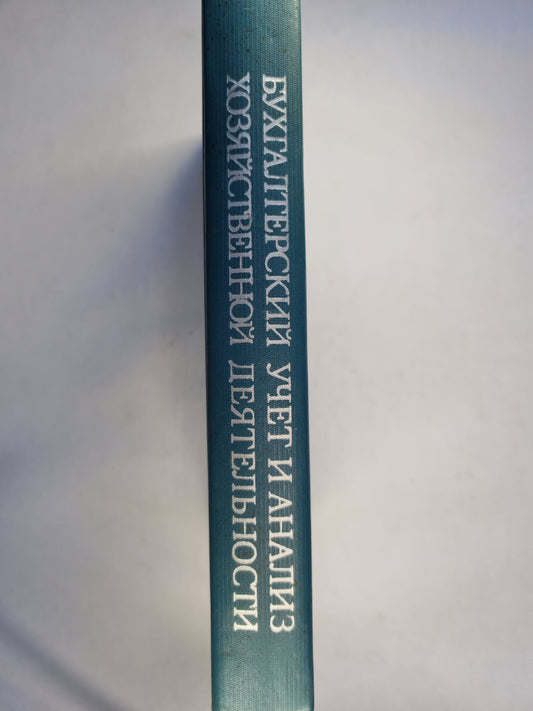 БУХГАЛТЕРСКИЙ УЧЕТ И АНАЛИЗ
ХОЗЯЙСТВЕННОЙ ДЕЯТЕЛЬНОСТИ